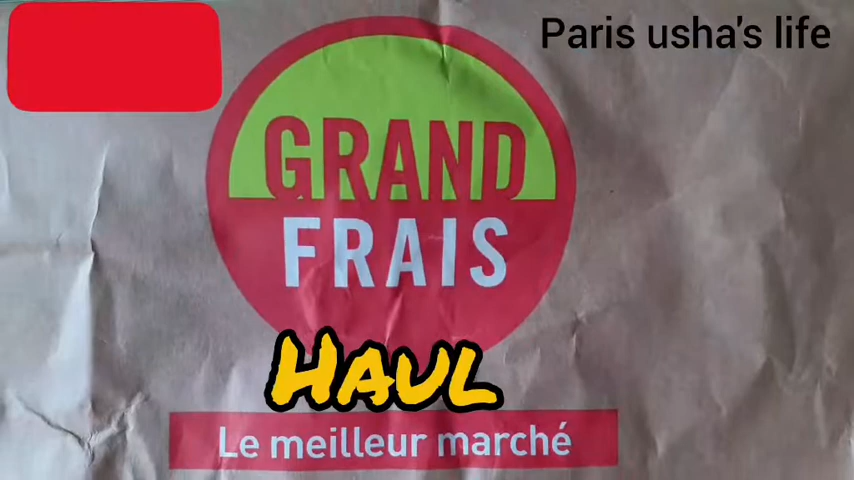 Paris usha's life
GRAND
FRAIS
HAUL
Le meilleur marché